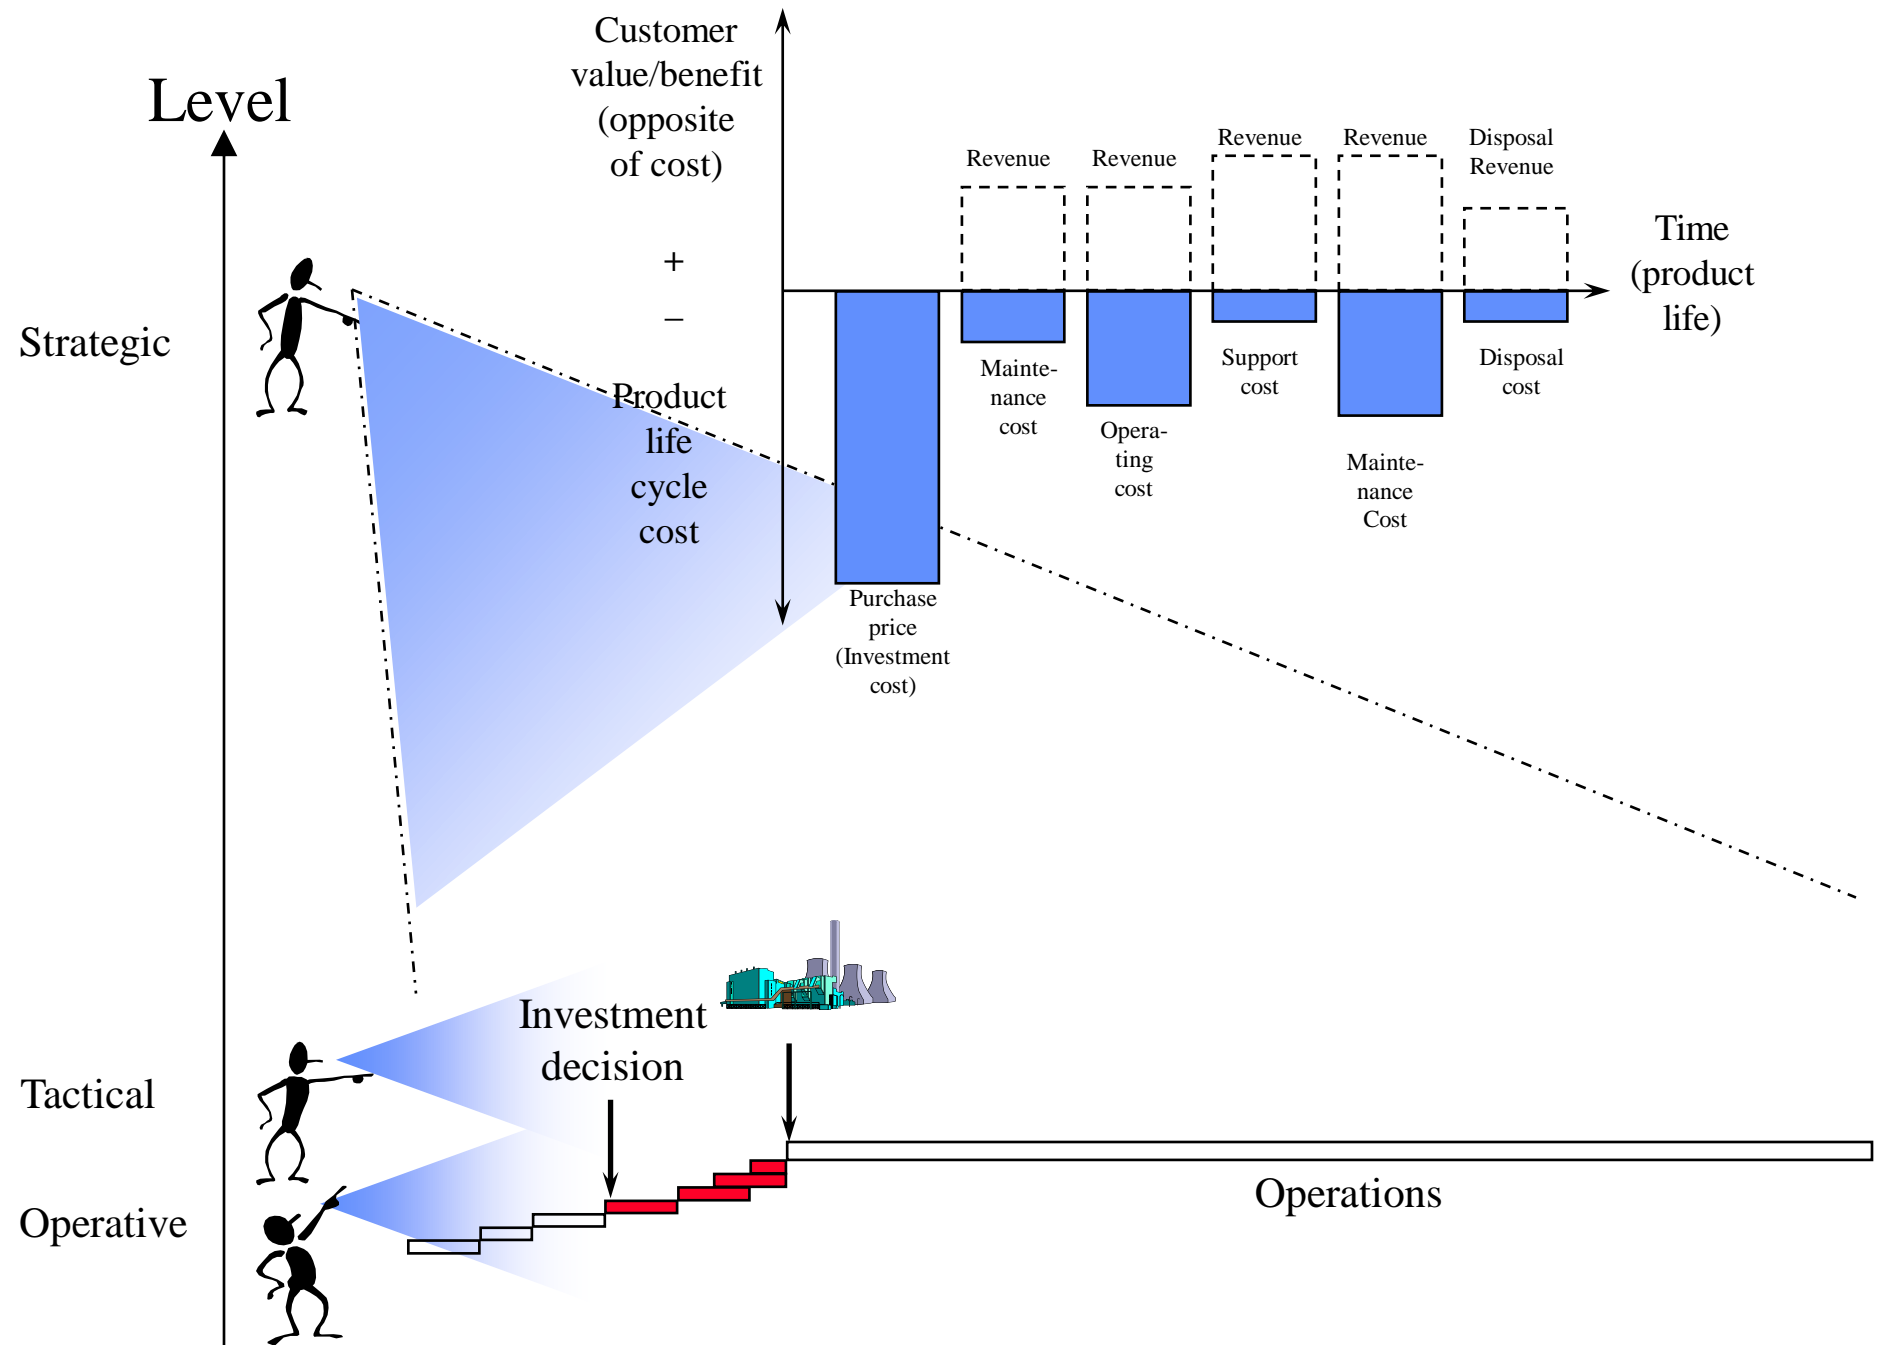 Level
Customer
value/benefit
(opposite
of cost)
Revenue
Revenue
Revenue
Revenue
Disposal
Revenue
+
–
Time
(product
life)
Strategic
Product
life
cycle
cost
Mainte-
nance
cost
Opera-
ting
cost
Support
cost
Mainte-
nance
Cost
Disposal
cost
Purchase
price
(Investment
cost)
Investment
decision
Tactical
Operative
Operations